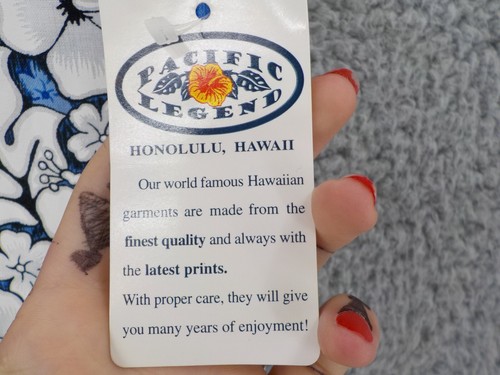 PACIFIC
LEGEND
HONOLULU, HAWAII
Our world famous Hawaiian
garments are made from the
finest quality and always with
the latest prints.
With proper care, they will give
you many years of enjoyment!